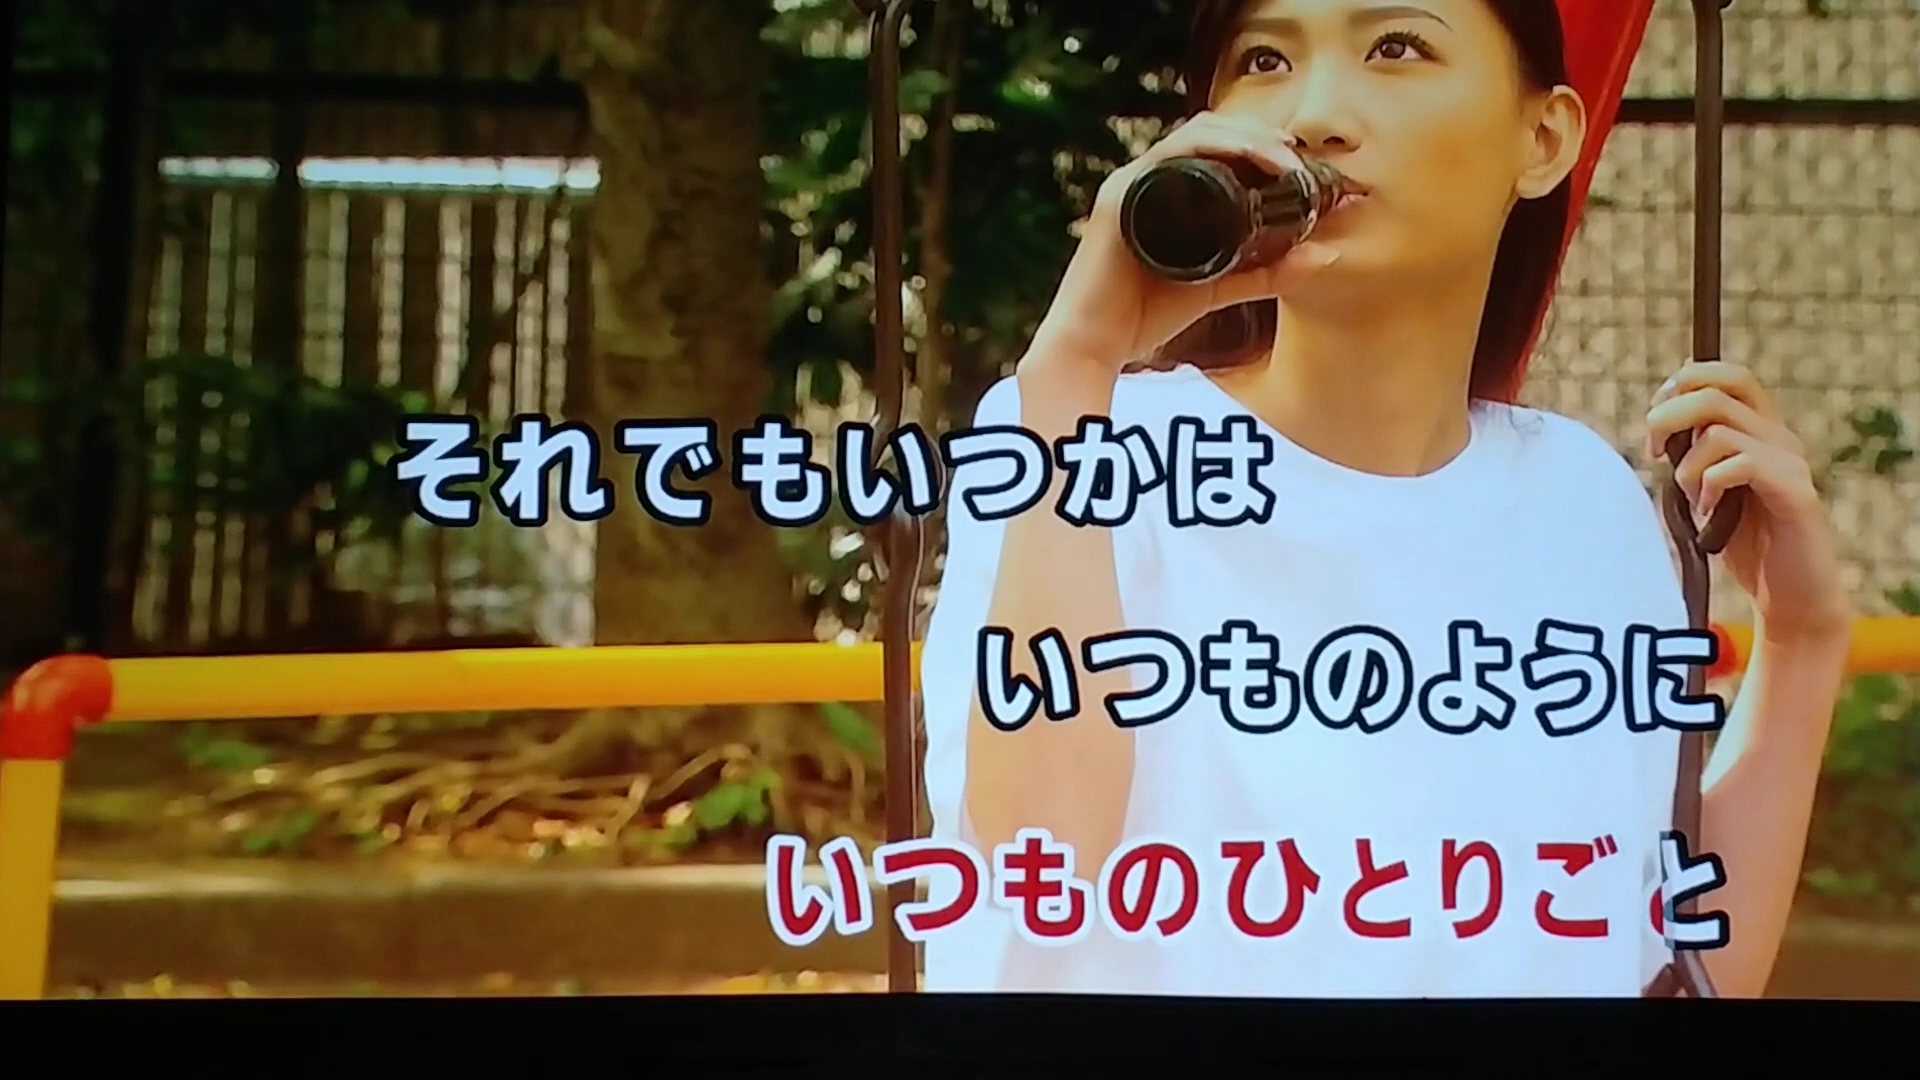 それでもいつかは
いつものように
いつものひとりごと